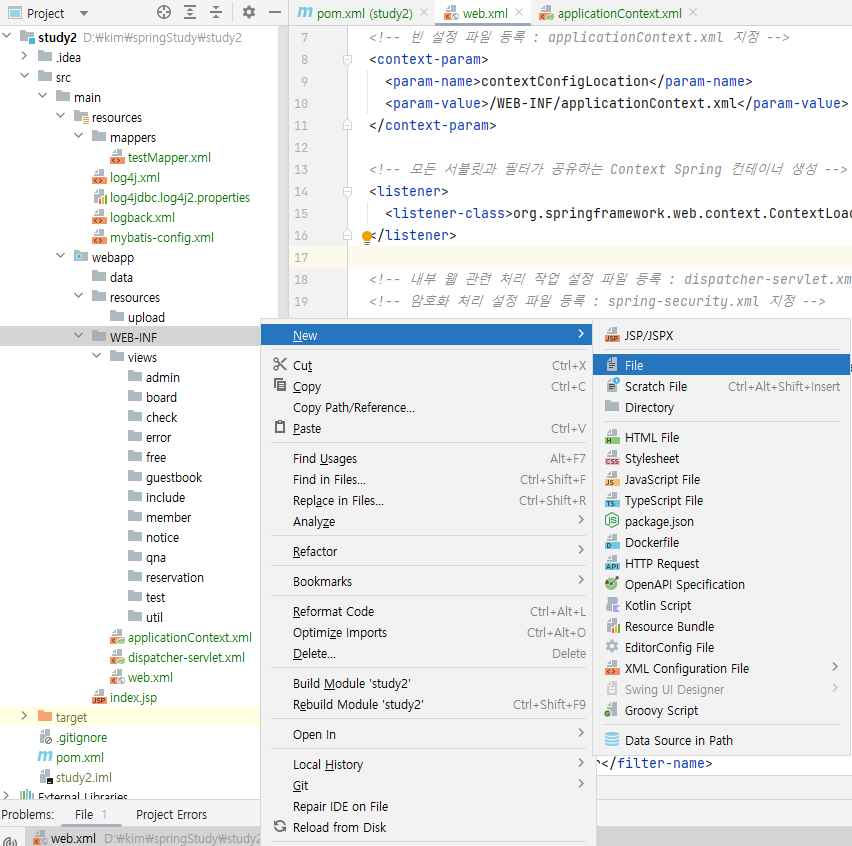 Project
pom.xml (study2)
web.xml
applicationContext.xml
study2 D:₩kim₩springStudy₩study2
.idea
src
main
resources
mappers
testMapper.xml
log4j.xml
log4jdbc.log4j2.properties
logback.xml
mybatis-config.xml
webapp
data
resources
upload
WEB-INF
views
admin
board
check
error
free
guestbook
include
member
notice
qna
reservation
test
util
applicationContext.xml
dispatcher-servlet.xml
web.xml
index.jsp
target
.gitignore
pom.xml
study2.iml
External Libraries
7 <!-- 빈 설정 파일 등록 : applicationContext.xml 지정 -->
8 <context-param>
9 <param-name>contextConfigLocation</param-name>
10 <param-value>/WEB-INF/applicationContext.xml</param-value>
11 </context-param>
12
13 <!-- 모든 서블릿과 필터가 공유하는 Context Spring 컨테이너 생성 -->
14 <listener>
15 <listener-class>org.springframework.web.context.ContextLoa
16 </listener>
17
18 <!-- 내부 웹 관련 처리 작업 설정 파일 등록 : dispatcher-servlet.xm
19 <!-- 암호화 처리 설정 파일 등록 : spring-security.xml 지정 -->
New
Cut Ctrl+X
Copy Ctrl+C
Copy Path/Reference...
Paste Ctrl+V
Find Usages Alt+F7
Find in Files... Ctrl+Shift+F
Replace in Files... Ctrl+Shift+R
Analyze
Refactor
Bookmarks
Reformat Code Ctrl+Alt+L
Optimize Imports Ctrl+Alt+O
Delete... Delete
Build Module 'study2'
Rebuild Module 'study2' Ctrl+Shift+F9
Open In
Local History
Git
Repair IDE on File
Reload from Disk
JSP/JSPX
File
Scratch File Ctrl+Alt+Shift+Insert
Directory
HTML File
Stylesheet
JavaScript File
TypeScript File
package.json
Dockerfile
HTTP Request
OpenAPI Specification
Kotlin Script
Resource Bundle
EditorConfig File
XML Configuration File
Swing UI Designer
Groovy Script
Data Source in Path
</filter-name>
Problems: File 1 Project Errors
web.xml D:₩kim₩springStudy₩study2